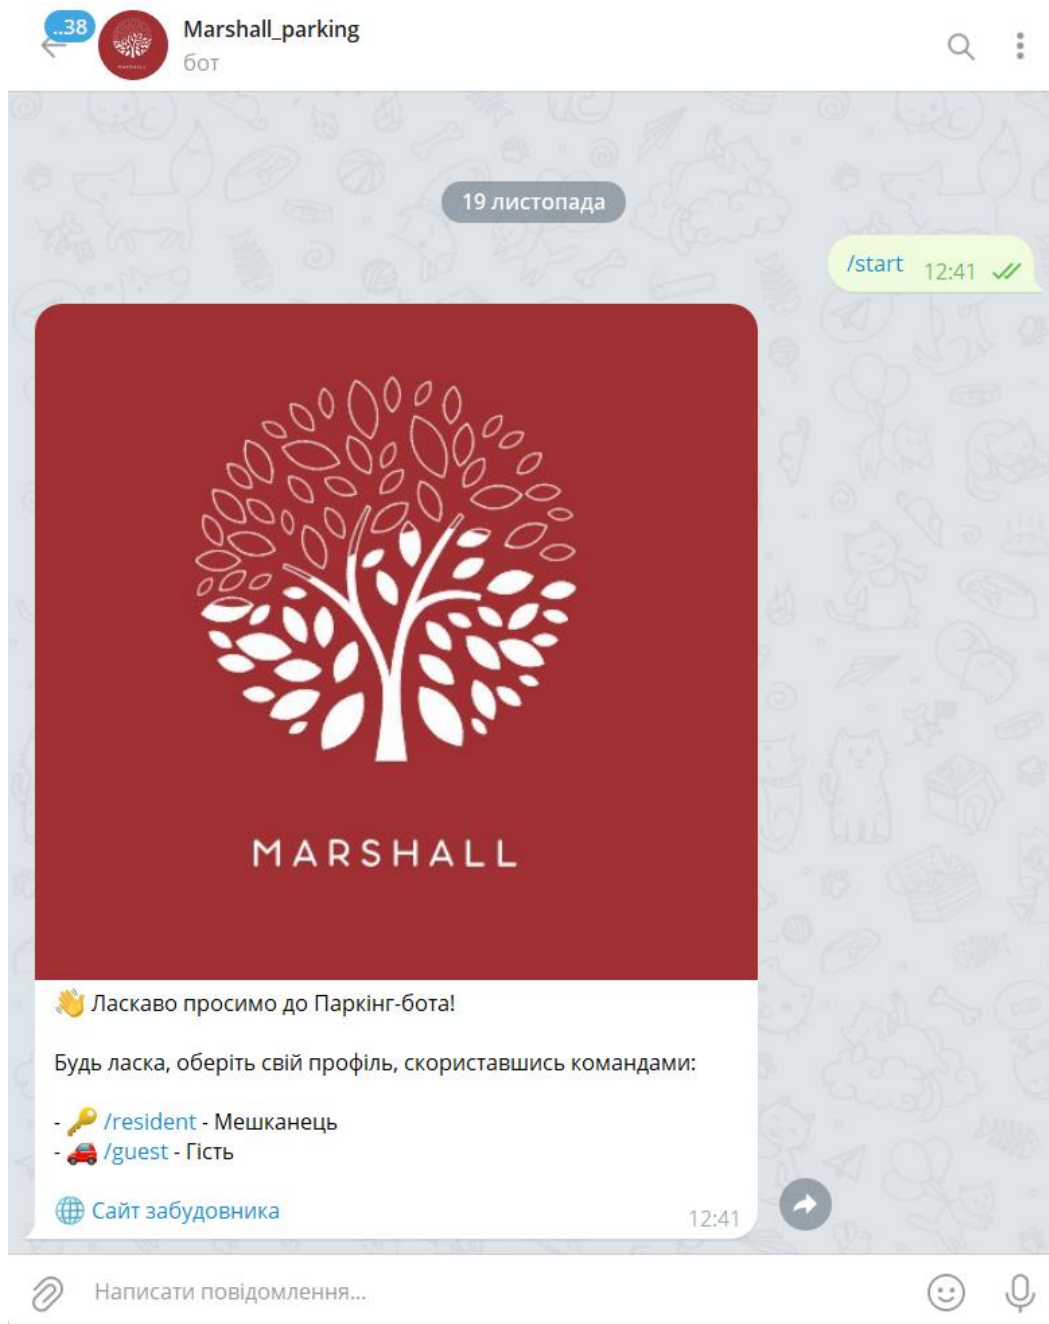 ..38
Marshall_parking
бот
19 листопада
/start 12:41
MARSHALL
👋 Ласкаво просимо до Паркінг-бота!
Будь ласка, оберіть свій профіль, скориставшись командами:
- 🔑 /resident - Мешканець
- 🚗 /guest - Гість
🌐 Сайт забудовника
12:41
Написати повідомлення...